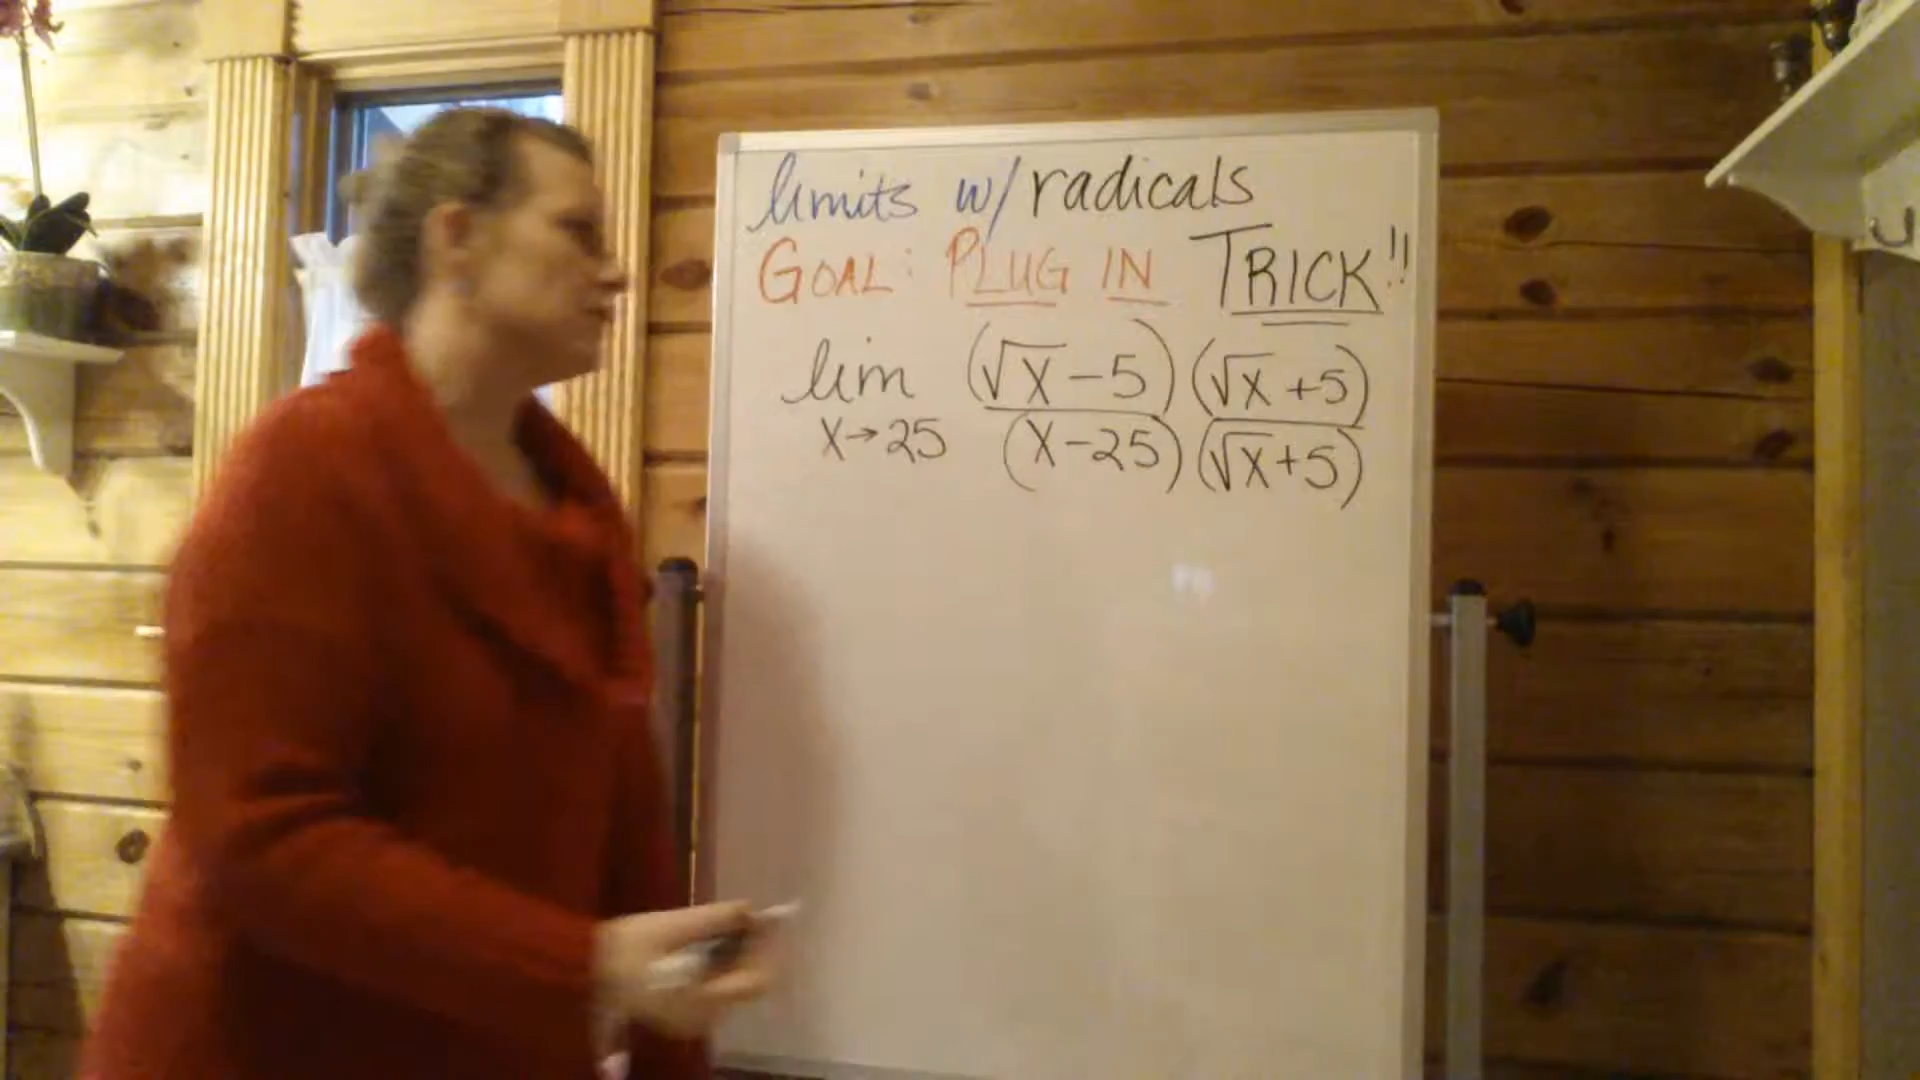 limits w/ radicals
GOAL: PLUG IN TRICK!!
lim (√x - 5) (√x + 5)
x→25 (x - 25) (√x + 5)